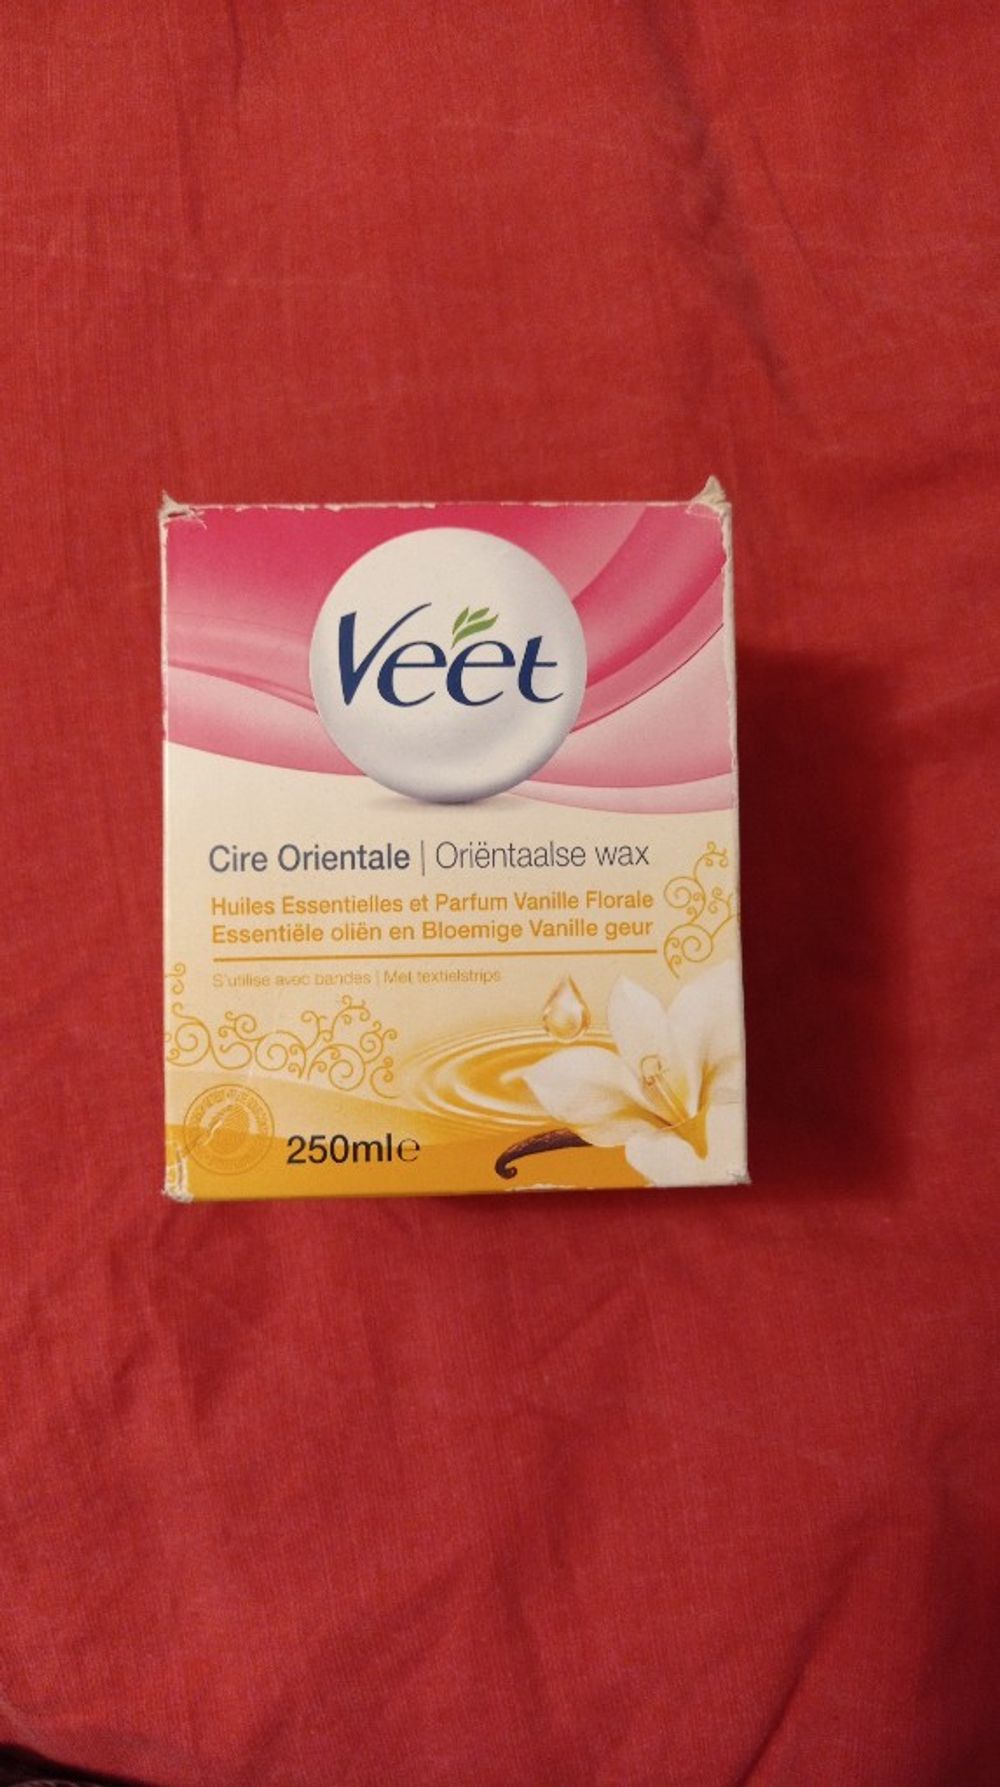 Veet
Cire Orientale | Oriëntaalse wax
Huiles Essentielles et Parfum Vanille Florale
Essentiële oliën en Bloemige Vanille geur
S'utilise avec bandes | Met textielstrips
250ml℮